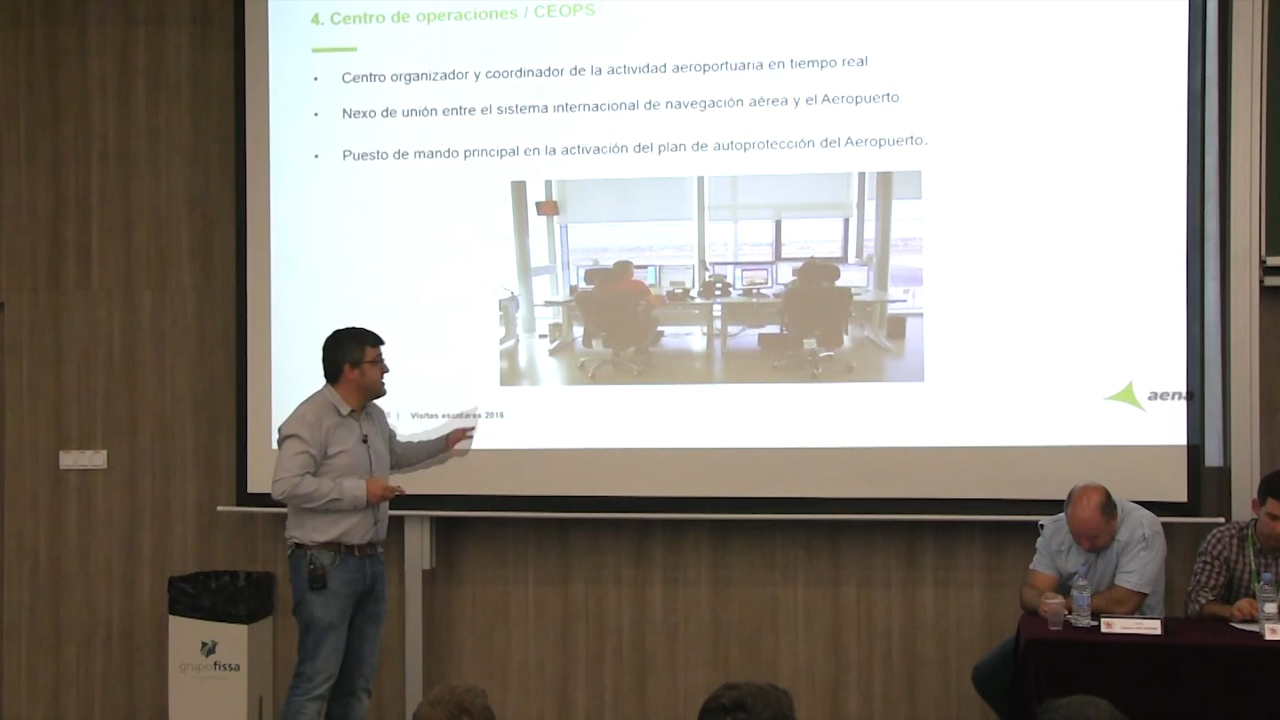 4. Centro de operaciones / CEOPS
• Centro organizador y coordinador de la actividad aeroportuaria en tiempo real
• Nexo de unión entre el sistema internacional de navegación aérea y el Aeropuerto
• Puesto de mando principal en la activación del plan de autoprotección del Aeropuerto.
aena
| Visitas escolares 2016
grupofissa